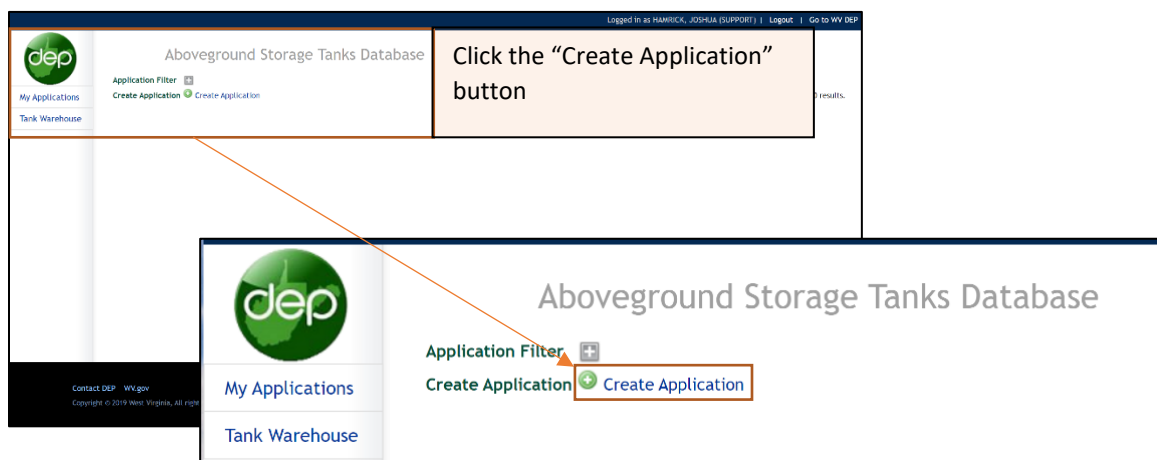 Logged in as HAMRICK, JOSHUA (SUPPORT) | Logout | Go to WV DEP
dep
Aboveground Storage Tanks Database
Application Filter
Create Application Create Application
My Applications
Tank Warehouse
Click the “Create Application”
button
results.
Contact DEP WV.gov
Copyright © 2019 West Virginia, All
dep
Aboveground Storage Tanks Database
Application Filter
Create Application Create Application
My Applications
Tank Warehouse